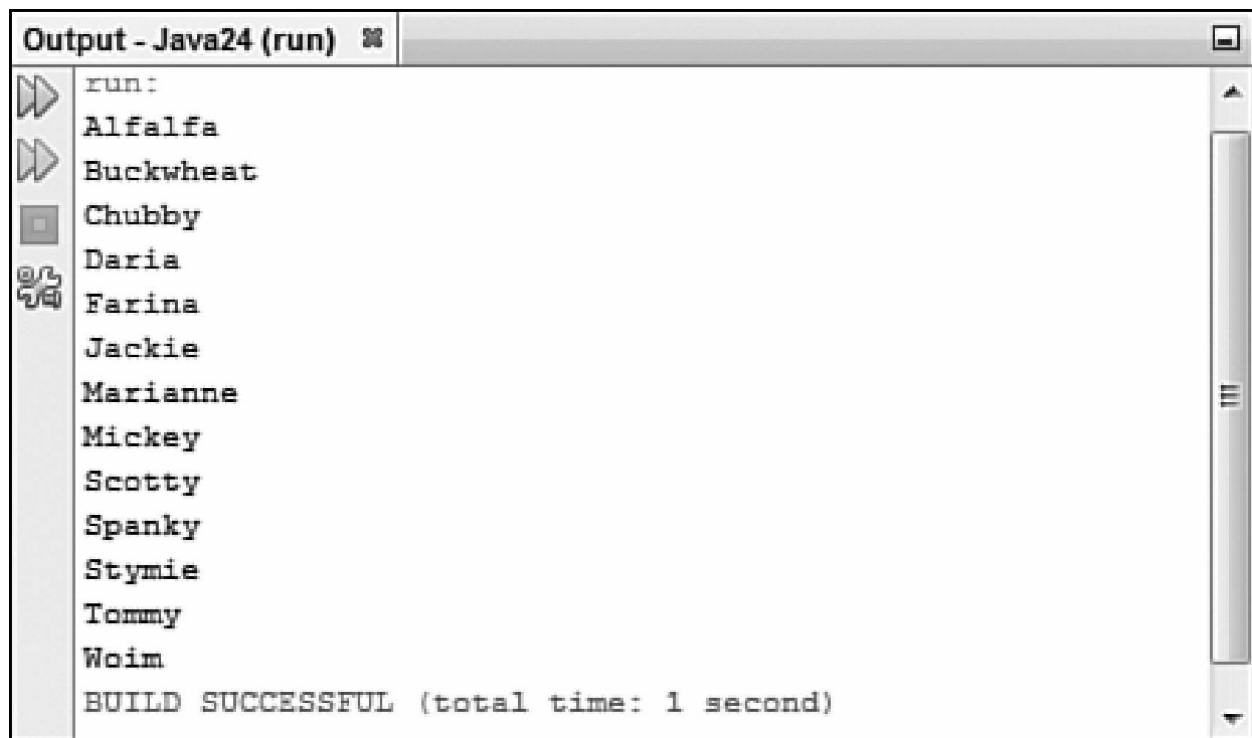 Output - Java24 (run)
run:
Alfalfa
Buckwheat
Chubby
Daria
Farina
Jackie
Marianne
Mickey
Scotty
Spanky
Stymie
Tommy
Woim
BUILD SUCCESSFUL (total time: 1 second)